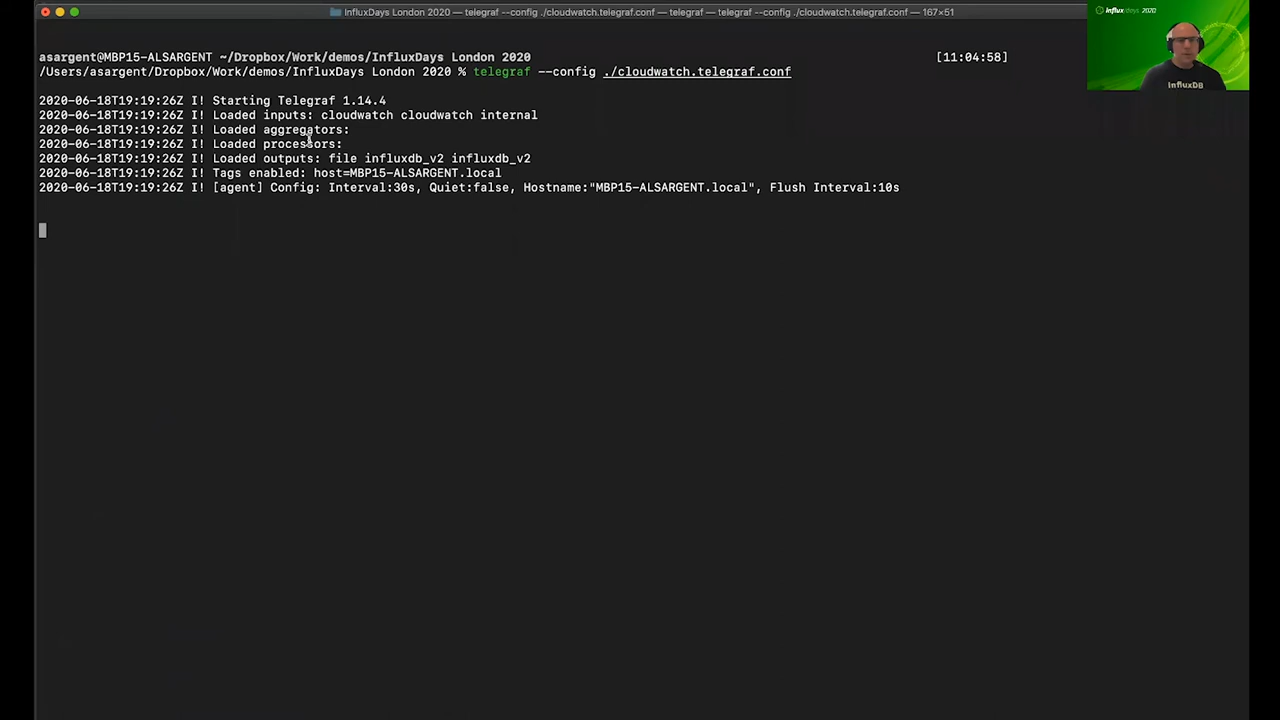 InfluxDays London 2020 — telegraf --config ./cloudwatch.telegraf.conf — telegraf — telegraf --config ./cloudwatch.telegraf.conf — 167×51
influxdays 2020
asargent@MBP15-ALSARGENT ~/Dropbox/Work/demos/InfluxDays London 2020 [11:04:58]
/Users/asargent/Dropbox/Work/demos/InfluxDays London 2020 % telegraf --config ./cloudwatch.telegraf.conf
InfluxDB
2020-06-18T19:19:26Z I! Starting Telegraf 1.14.4
2020-06-18T19:19:26Z I! Loaded inputs: cloudwatch cloudwatch internal
2020-06-18T19:19:26Z I! Loaded aggregators:
2020-06-18T19:19:26Z I! Loaded processors:
2020-06-18T19:19:26Z I! Loaded outputs: file influxdb_v2 influxdb_v2
2020-06-18T19:19:26Z I! Tags enabled: host=MBP15-ALSARGENT.local
2020-06-18T19:19:26Z I! [agent] Config: Interval:30s, Quiet:false, Hostname:"MBP15-ALSARGENT.local", Flush Interval:10s